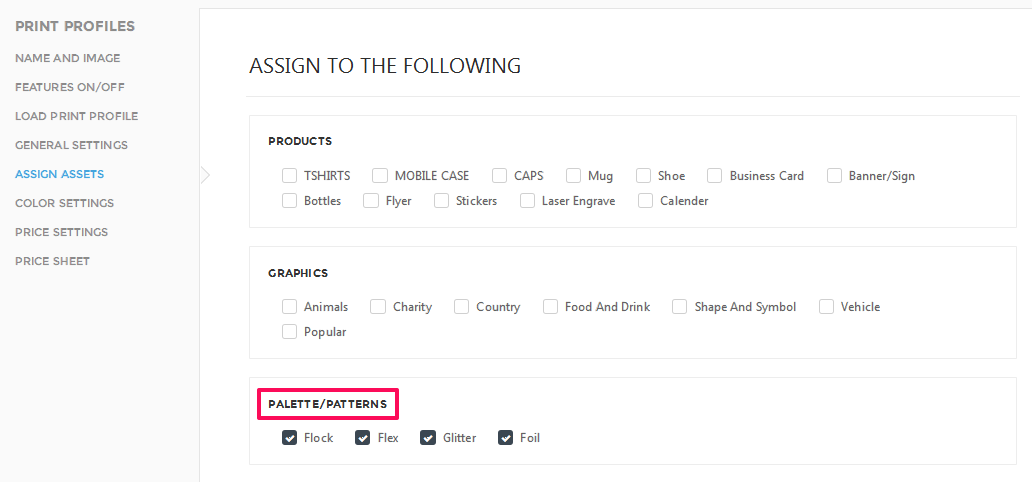 PRINT PROFILES
NAME AND IMAGE
FEATURES ON/OFF
LOAD PRINT PROFILE
GENERAL SETTINGS
ASSIGN ASSETS
COLOR SETTINGS
PRICE SETTINGS
PRICE SHEET
ASSIGN TO THE FOLLOWING
PRODUCTS
TSHIRTS MOBILE CASE CAPS Mug Shoe Business Card Banner/Sign
Bottles Flyer Stickers Laser Engrave Calender
GRAPHICS
Animals Charity Country Food And Drink Shape And Symbol Vehicle
Popular
PALETTE/PATTERNS
Flock Flex Glitter Foil